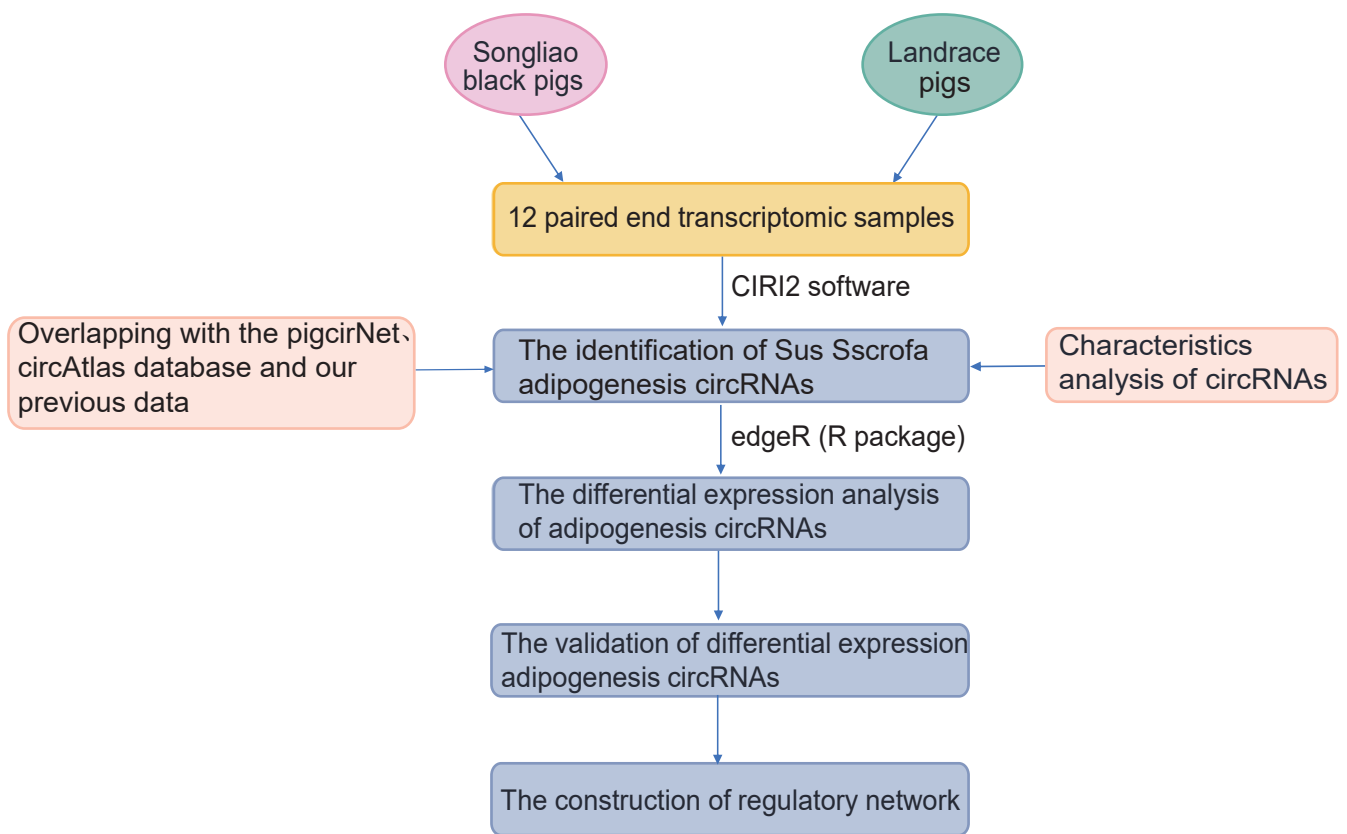 Songliao
black pigs
Landrace
pigs
12 paired end transcriptomic samples
CIRI2 software
Overlapping with the pigcirNet、
circAtlas database and our
previous data
The identification of Sus Sscrofa
adipogenesis circRNAs
Characteristics
analysis of circRNAs
edgeR (R package)
The differential expression analysis
of adipogenesis circRNAs
The validation of differential expression
adipogenesis circRNAs
The construction of regulatory network